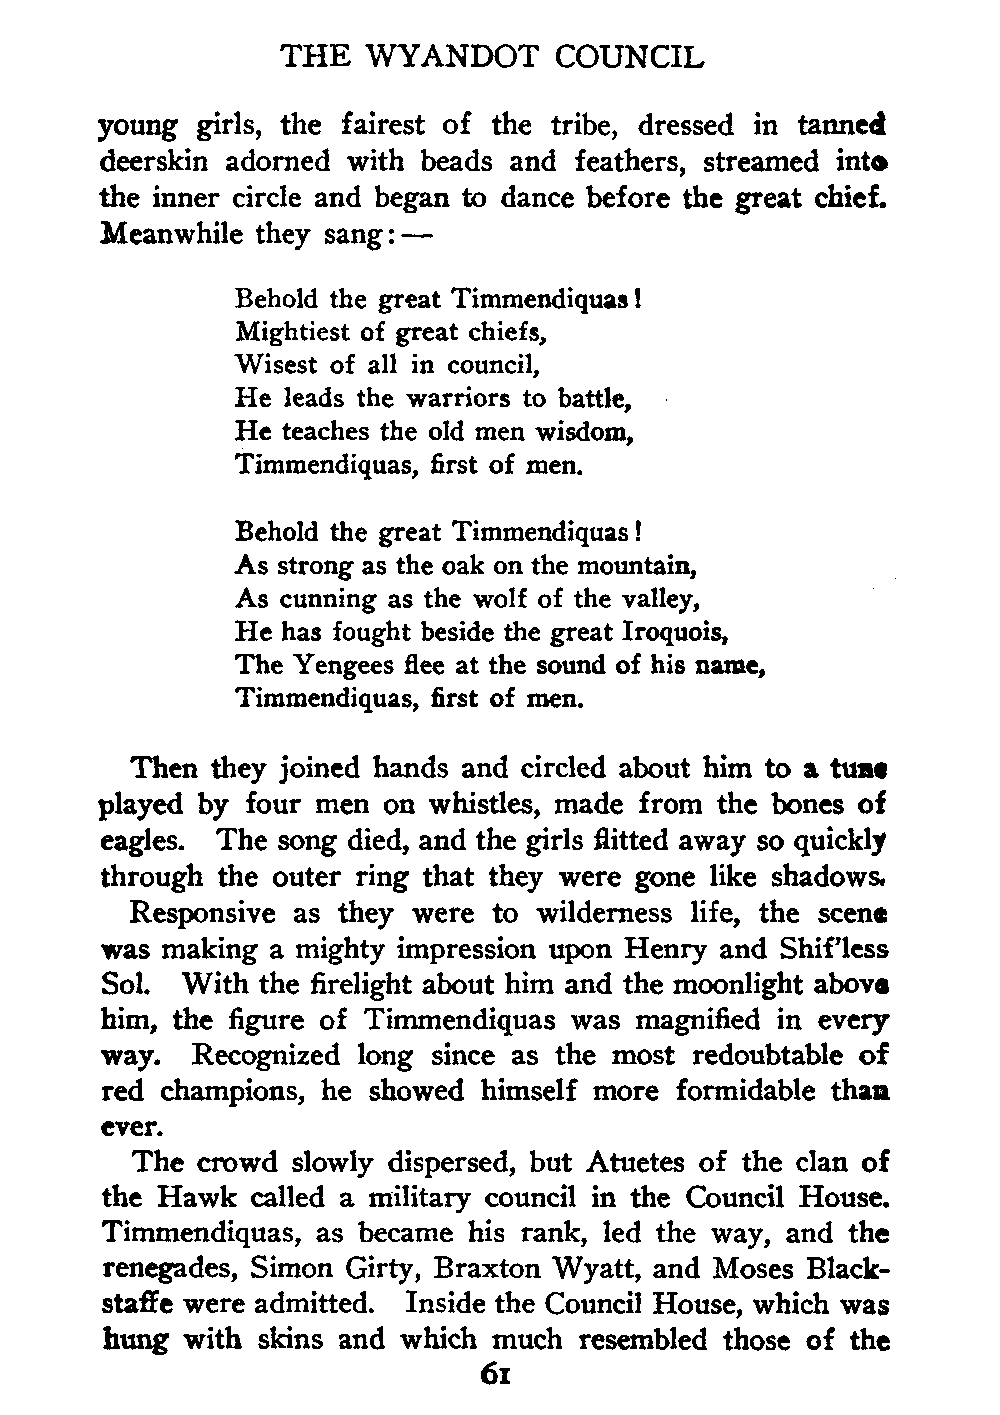 THE WYANDOT COUNCIL
young girls, the fairest of the tribe, dressed in tanned
deerskin adorned with beads and feathers, streamed into
the inner circle and began to dance before the great chief.
Meanwhile they sang:—
Behold the great Timmendiquas!
Mightiest of great chiefs,
Wisest of all in council,
He leads the warriors to battle,
He teaches the old men wisdom,
Timmendiquas, first of men.
Behold the great Timmendiquas!
As strong as the oak on the mountain,
As cunning as the wolf of the valley,
He has fought beside the great Iroquois,
The Yengees flee at the sound of his name,
Timmendiquas, first of men.
Then they joined hands and circled about him to a tune
played by four men on whistles, made from the bones of
eagles. The song died, and the girls flitted away so quickly
through the outer ring that they were gone like shadows.
Responsive as they were to wilderness life, the scene
was making a mighty impression upon Henry and Shif'less
Sol. With the firelight about him and the moonlight above
him, the figure of Timmendiquas was magnified in every
way. Recognized long since as the most redoubtable of
red champions, he showed himself more formidable than
ever.
The crowd slowly dispersed, but Atuetes of the clan of
the Hawk called a military council in the Council House.
Timmendiquas, as became his rank, led the way, and the
renegades, Simon Girty, Braxton Wyatt, and Moses Black-
staffe were admitted. Inside the Council House, which was
hung with skins and which much resembled those of the
61